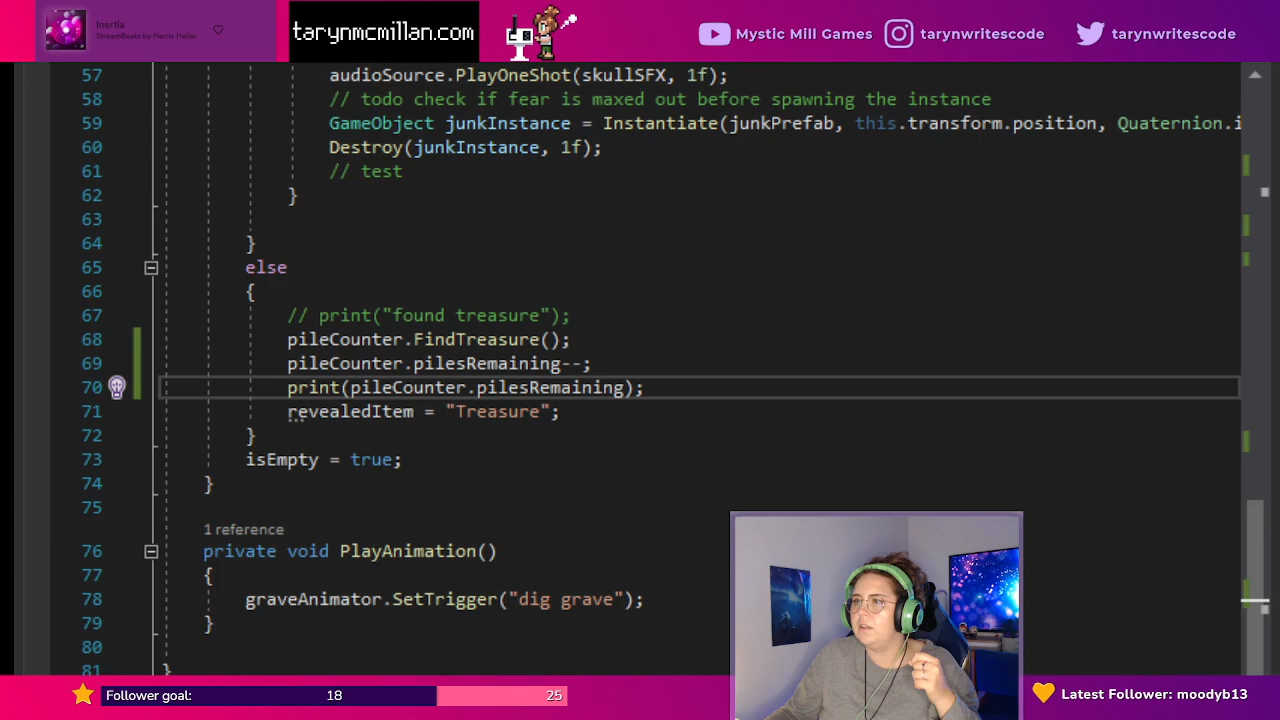 Inertia
StreamBeats by Harris Heller
tarynmcmillan.com
Mystic Mill Games
tarynwritescode
tarynwritescode
57 audioSource.PlayOneShot(skullSFX, 1f);
58 // todo check if fear is maxed out before spawning the instance
59 GameObject junkInstance = Instantiate(junkPrefab, this.transform.position, Quaternion.i
60 Destroy(junkInstance, 1f);
61 // test
62 }
63
64 }
65 else
66 {
67 // print("found treasure");
68 pileCounter.FindTreasure();
69 pileCounter.pilesRemaining--;
70 print(pileCounter.pilesRemaining);
71 revealedItem = "Treasure";
72 }
73 isEmpty = true;
74 }
75
1 reference
76 private void PlayAnimation()
77 {
78 graveAnimator.SetTrigger("dig grave");
79 }
80
81 }
Follower goal: 18 25
Latest Follower: moodyb13